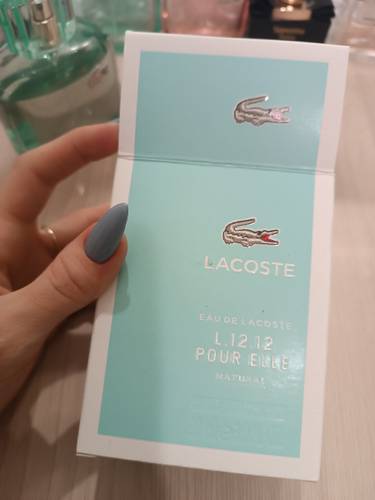 LACOSTE
EAU DE LACOSTE
L.12.12
POUR ELLE
NATURAL